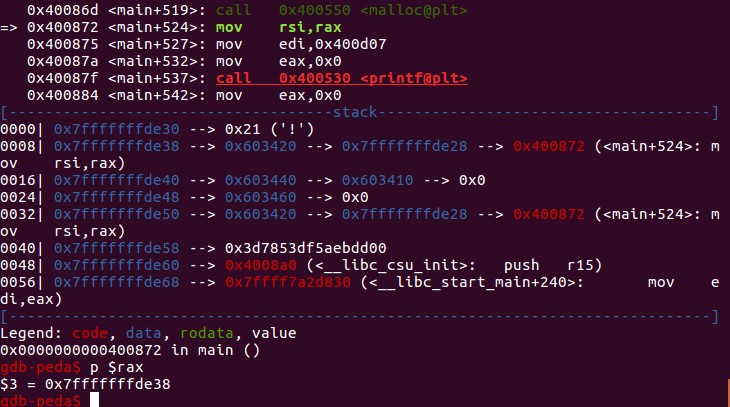 0x40086d <main+519>: call   0x400550 <malloc@plt>
=> 0x400872 <main+524>: mov    rsi,rax
   0x400875 <main+527>: mov    edi,0x400d07
   0x40087a <main+532>: mov    eax,0x0
   0x40087f <main+537>: call   0x400530 <printf@plt>
   0x400884 <main+542>: mov    eax,0x0
[------------------------------------stack-------------------------------------]
0000| 0x7fffffffde30 --> 0x21 ('!')
0008| 0x7fffffffde38 --> 0x603420 --> 0x7fffffffde28 --> 0x400872 (<main+524>: m
ov    rsi,rax)
0016| 0x7fffffffde40 --> 0x603440 --> 0x603410 --> 0x0
0024| 0x7fffffffde48 --> 0x603460 --> 0x0
0032| 0x7fffffffde50 --> 0x603420 --> 0x7fffffffde28 --> 0x400872 (<main+524>: m
ov    rsi,rax)
0040| 0x7fffffffde58 --> 0x3d7853df5aebdd00
0048| 0x7fffffffde60 --> 0x4008a0 (<__libc_csu_init>:   push   r15)
0056| 0x7fffffffde68 --> 0x7ffff7a2d830 (<__libc_start_main+240>:       mov    e
di,eax)
[------------------------------------------------------------------------------]
Legend: code, data, rodata, value
0x0000000000400872 in main ()
gdb-peda$ p $rax
$3 = 0x7fffffffde38
gdb-peda$